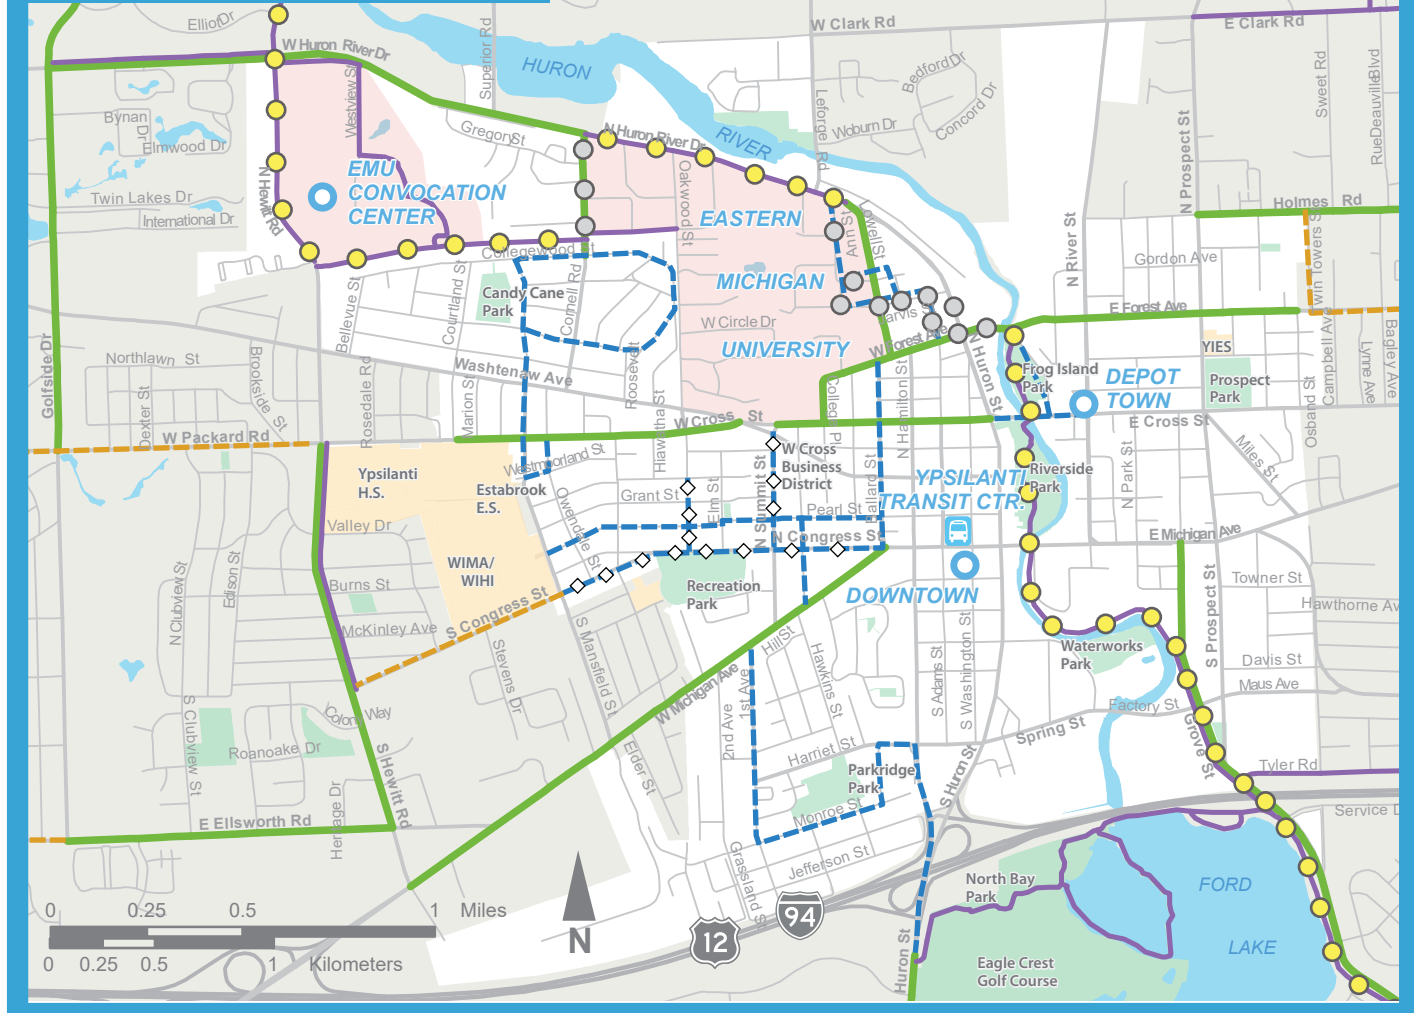 Elliot Dr
W Huron River Dr
Superior Rd
W Clark Rd
E Clark Rd
HURON
Westview St
Bynan
Dr
Elmwood Dr
Gregory St
N Huron River Dr
RIVER
Leforge
Rd
Woburn Dr
Bedford Dr
Concord Dr
Sweet Rd
RueDeauvilleBlvd
N Prospect St
Twin Lakes Dr
International Dr
N Hewitt Rd
EMU
CONVOCATION
CENTER
Oakwood St
EASTERN
MICHIGAN
UNIVERSITY
Ann St
Lowell St
N River St
Holmes Rd
Collegewood St
Gordon Ave
Candy Cane
Park
Cornell Rd
Courtland St
Bellevue St
W Circle Dr
Jarvis St
W Forest Ave
E Forest Ave
N Huron St
YIES
Campbell Ave
Bagley Ave
Lynne Ave
Golfside Dr
Northlawn St
Brookside St
Dexter St
Rosedale Rd
Washtenaw Ave
Marion St
Roosevelt
Hiawatha St
Frog Island
Park
DEPOT
TOWN
Prospect
Park
Osband St
N Hamilton St
W Packard Rd
W Cross St
E Cross St
Miles St
Ypsilanti
H.S.
Estabrook
E.S.
Westmoorland St
Owendale St
Grant St
Elm St
N Summit St
W Cross
Business
District
Pearl St
Ballard St
YPSILANTI
TRANSIT CTR.
Riverside
Park
N Park St
Valley Dr
N Congress St
E Michigan Ave
WIMA/
WIHI
Recreation
Park
DOWNTOWN
N Clubview St
Edison St
Burns St
McKinley Ave
S Congress St
S Mansfield St
Stevens Dr
Hill St
Hawkins St
S Adams St
S Washington St
Waterworks
Park
S Prospect St
Towner St
Hawthorne Av
Davis St
Maus Ave
Factory St
Grove St
Tyler Rd
Spring St
S Clubview St
Colony Way
Roanoake Dr
S Hewitt Rd
Heritage Dr
E Ellsworth Rd
W Michigan Ave
1st Ave
2nd Ave
Elder St
Harriet St
Parkridge
Park
Monroe St
Jefferson St
Grassland St
S Huron St
Service D
North Bay
Park
FORD
LAKE
Eagle Crest
Golf Course
Huron St
94
12
N
0 0.25 0.5 1 Miles
0 0.25 0.5 1 Kilometers